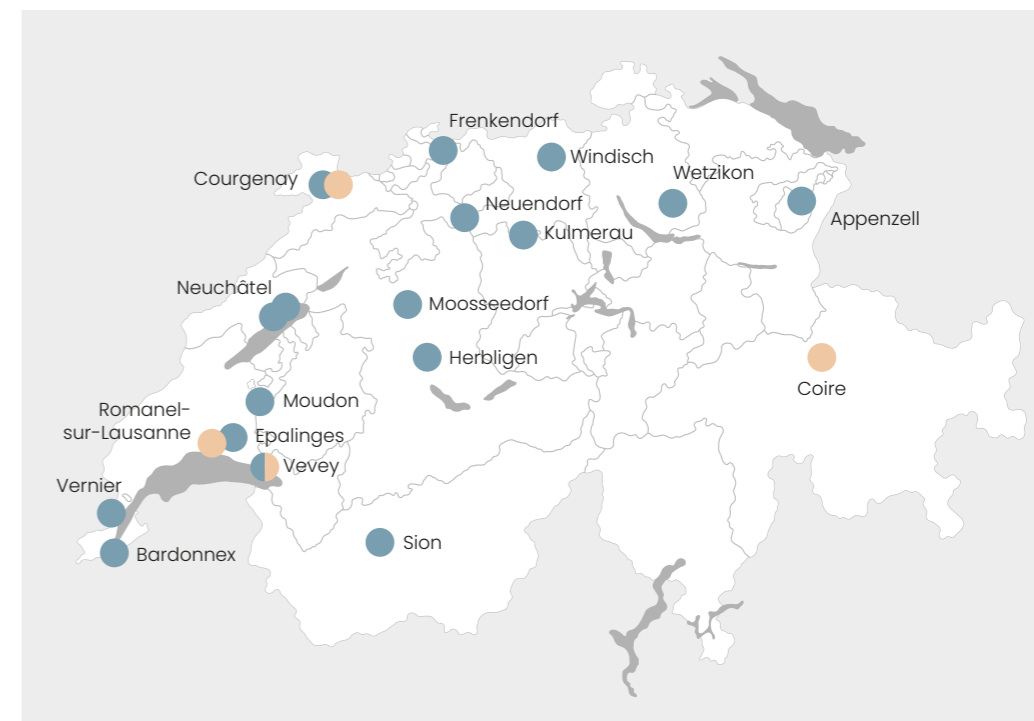 Frenkendorf
Windisch
Courgenay
Wetzikon
Neuendorf
Appenzell
Kulmerau
Neuchâtel
Moosseedorf
Herbligen
Coire
Moudon
Romanel-
sur-Lausanne
Epalinges
Vevey
Vernier
Sion
Bardonnex